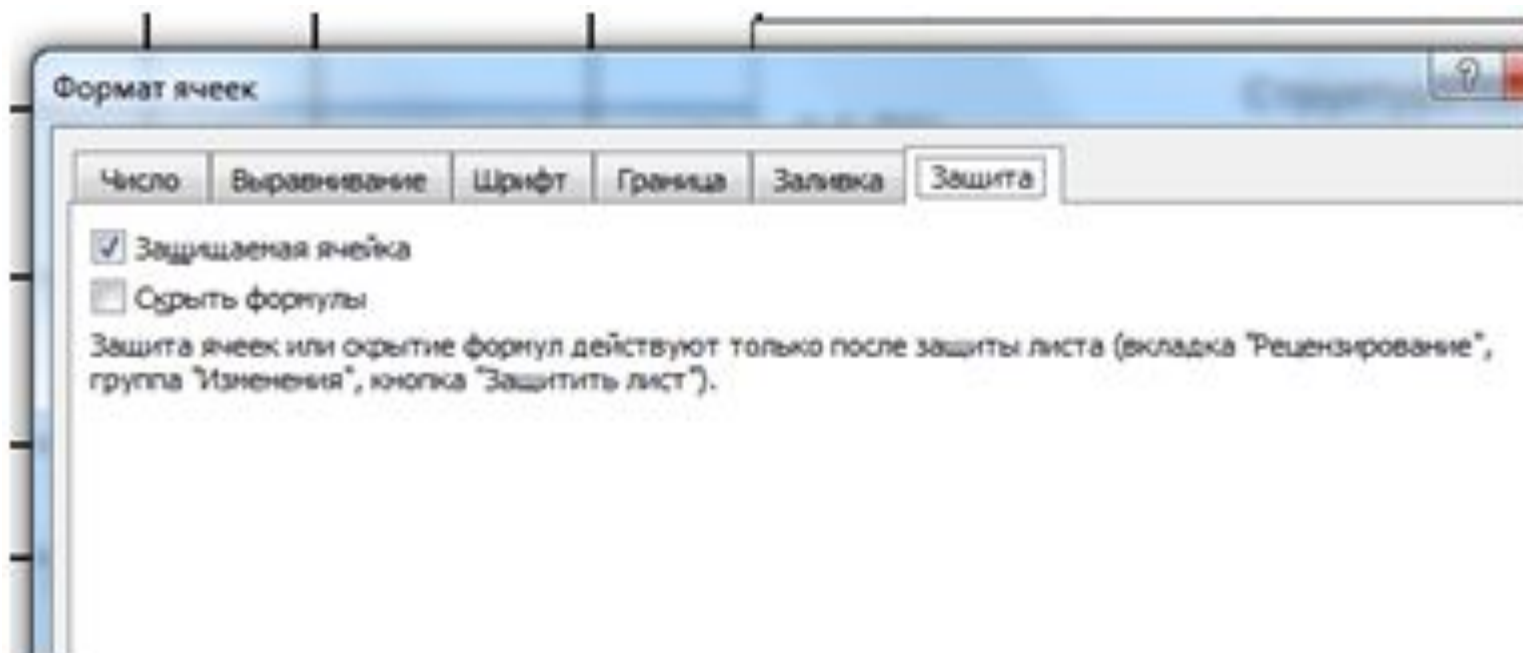 Формат ячеек
Число Выравнивание Шрифт Граница Заливка Защита
Защищаемая ячейка
Скрыть формулы
Защита ячеек или скрытие формул действуют только после защиты листа (вкладка "Рецензирование",
группа "Изменения", кнопка "Защитить лист").